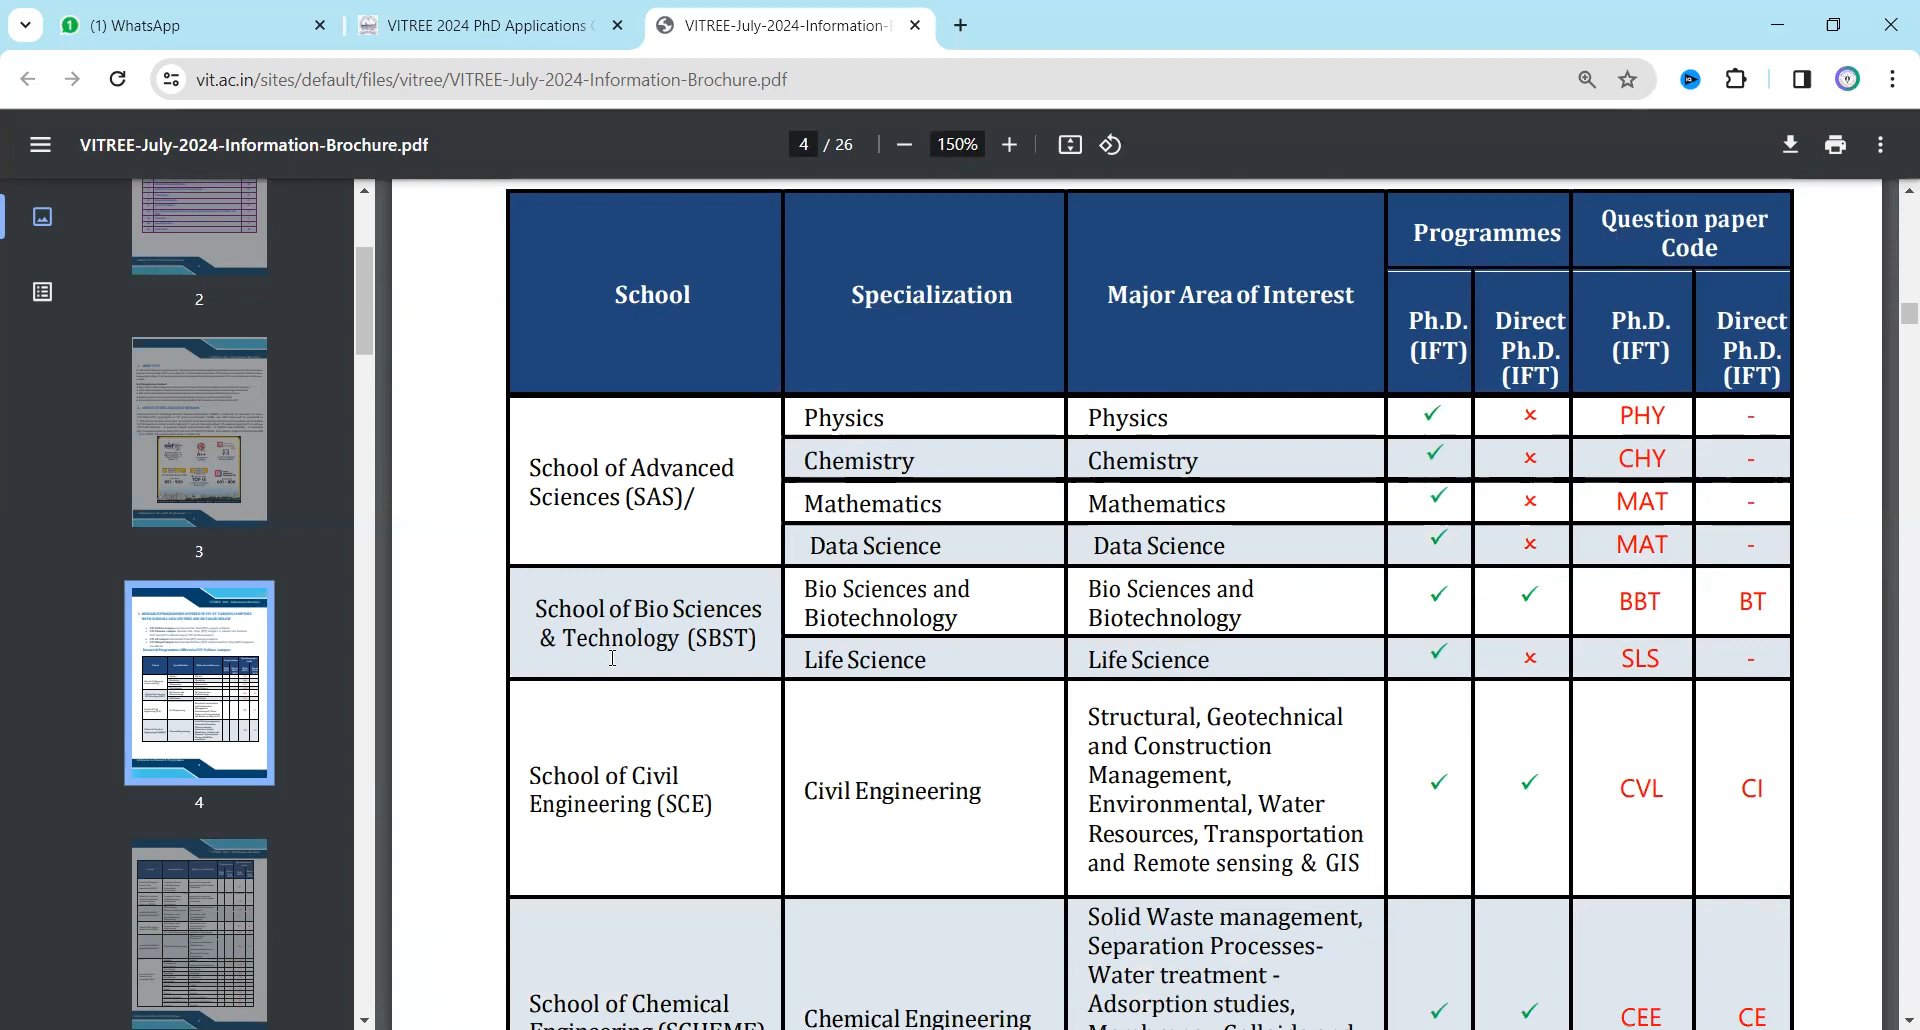 (1) WhatsApp
VITREE 2024 PhD Applications
VITREE-July-2024-Information-
vit.ac.in/sites/default/files/vitree/VITREE-July-2024-Information-Brochure.pdf
VITREE-July-2024-Information-Brochure.pdf
4 / 26
150%
2
3
4
School
Specialization
Major Area of Interest
Programmes
Question paper
Code
Ph.D.
(IFT)
Direct
Ph.D.
(IFT)
Ph.D.
(IFT)
Direct
Ph.D.
(IFT)
School of Advanced
Sciences (SAS)/
Physics
Physics
✓
×
PHY
-
Chemistry
Chemistry
✓
×
CHY
-
Mathematics
Mathematics
✓
×
MAT
-
Data Science
Data Science
✓
×
MAT
-
School of Bio Sciences
& Technology (SBST)
Bio Sciences and
Biotechnology
Bio Sciences and
Biotechnology
✓
✓
BBT
BT
Life Science
Life Science
✓
×
SLS
-
School of Civil
Engineering (SCE)
Civil Engineering
Structural, Geotechnical
and Construction
Management,
Environmental, Water
Resources, Transportation
and Remote sensing & GIS
✓
✓
CVL
CI
School of Chemical
Engineering (SCHEME)
Chemical Engineering
Solid Waste management,
Separation Processes-
Water treatment -
Adsorption studies,
✓
✓
CEE
CE